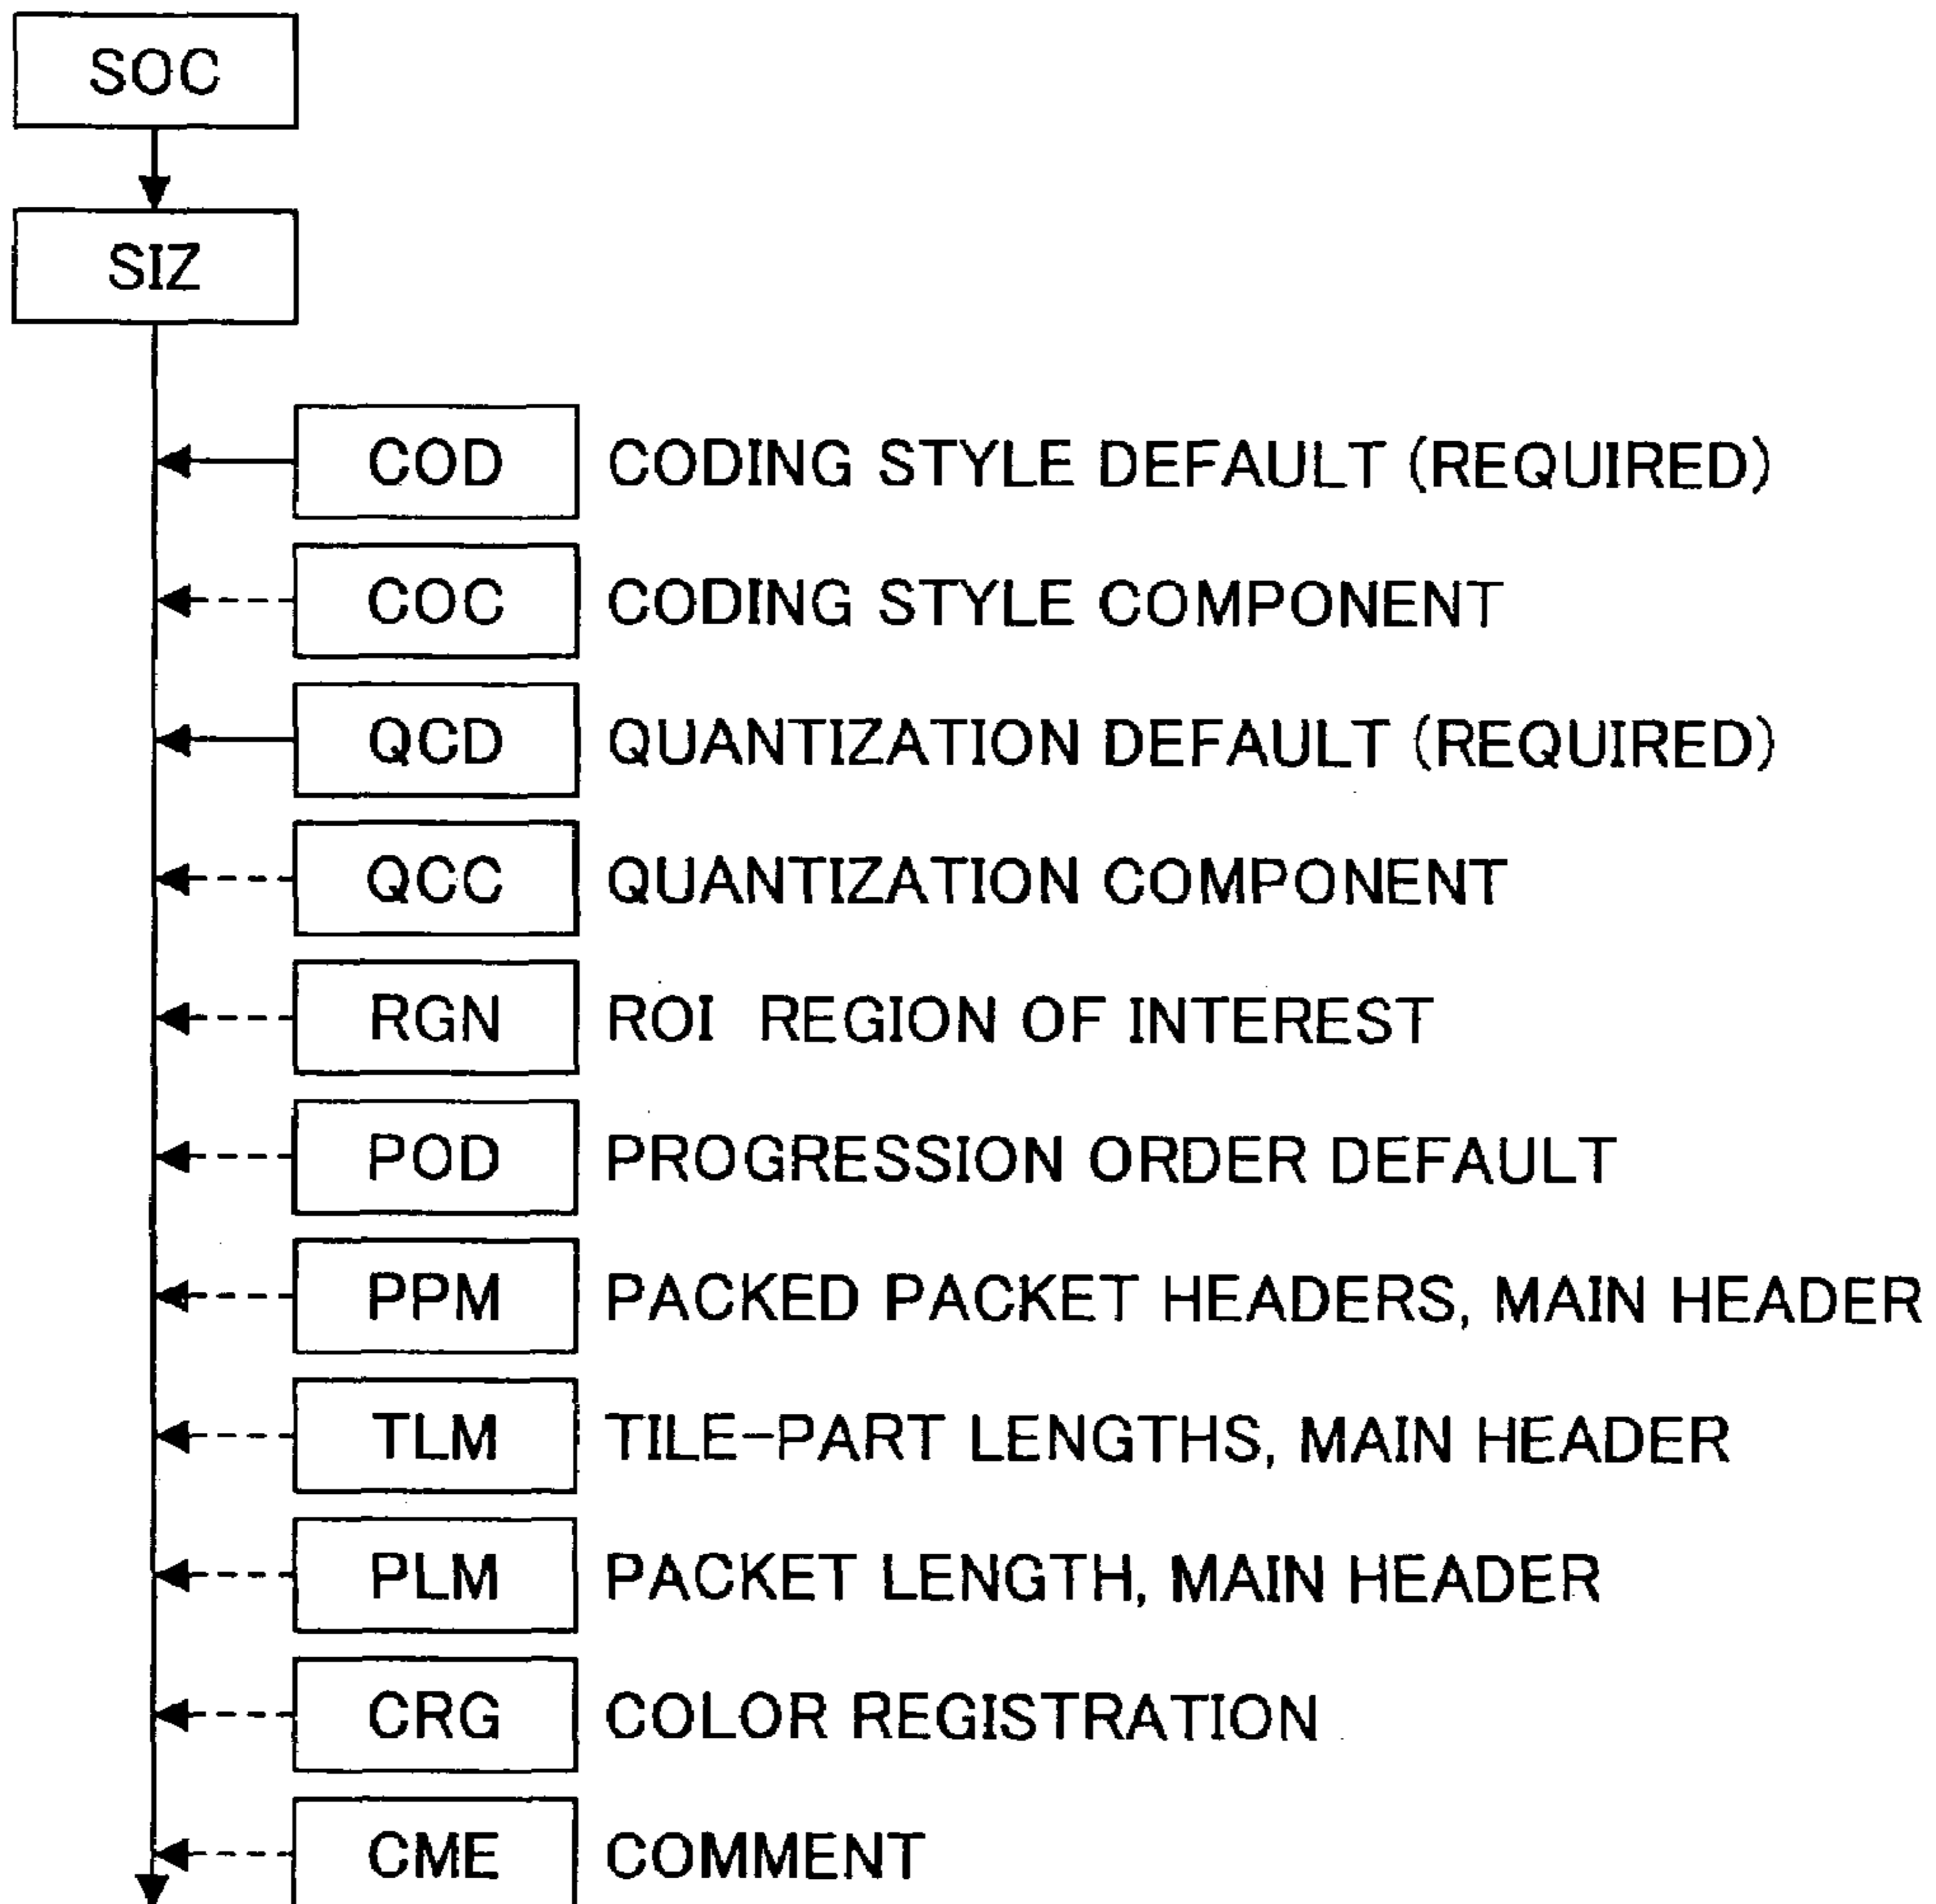 SOC
SIZ
COD CODING STYLE DEFAULT (REQUIRED)
COC CODING STYLE COMPONENT
QCD QUANTIZATION DEFAULT (REQUIRED)
QCC QUANTIZATION COMPONENT
RGN ROI REGION OF INTEREST
POD PROGRESSION ORDER DEFAULT
PPM PACKED PACKET HEADERS, MAIN HEADER
TLM TILE-PART LENGTHS, MAIN HEADER
PLM PACKET LENGTH, MAIN HEADER
CRG COLOR REGISTRATION
CME COMMENT